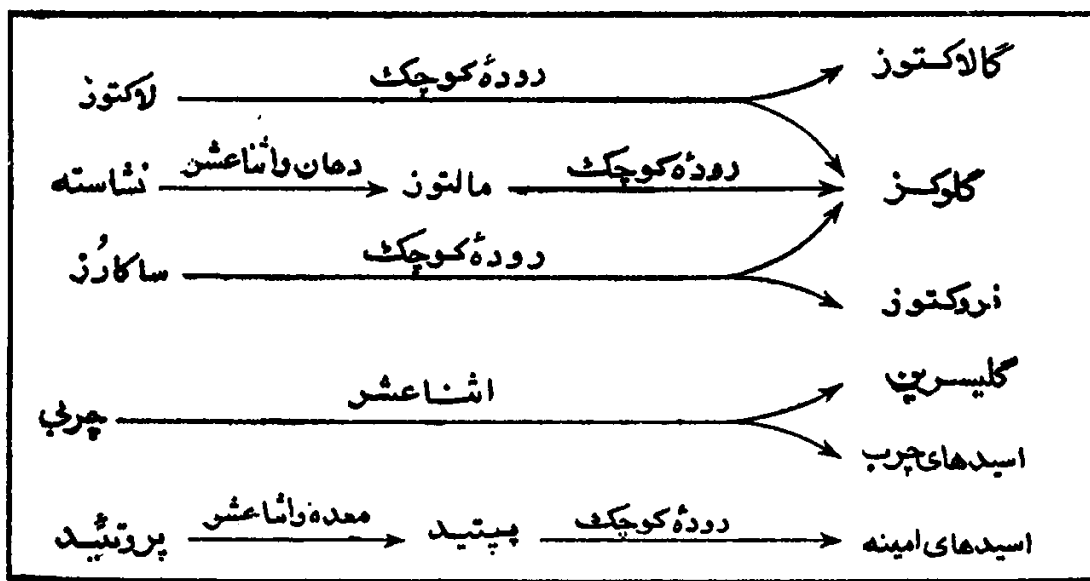 رودهٔ کوچک
گالاکتوز
لاکتوز
دهان و اثناعشر
رودهٔ کوچک
نشاسته
مالتوز
گلوکز
رودهٔ کوچک
ساکارُز
فروکتوز
اثناعشر
گلیسرین
چربی
اسیدهای چرب
معده و اثناعشر
رودهٔ کوچک
پروتئید
پپتید
اسیدهای امینه